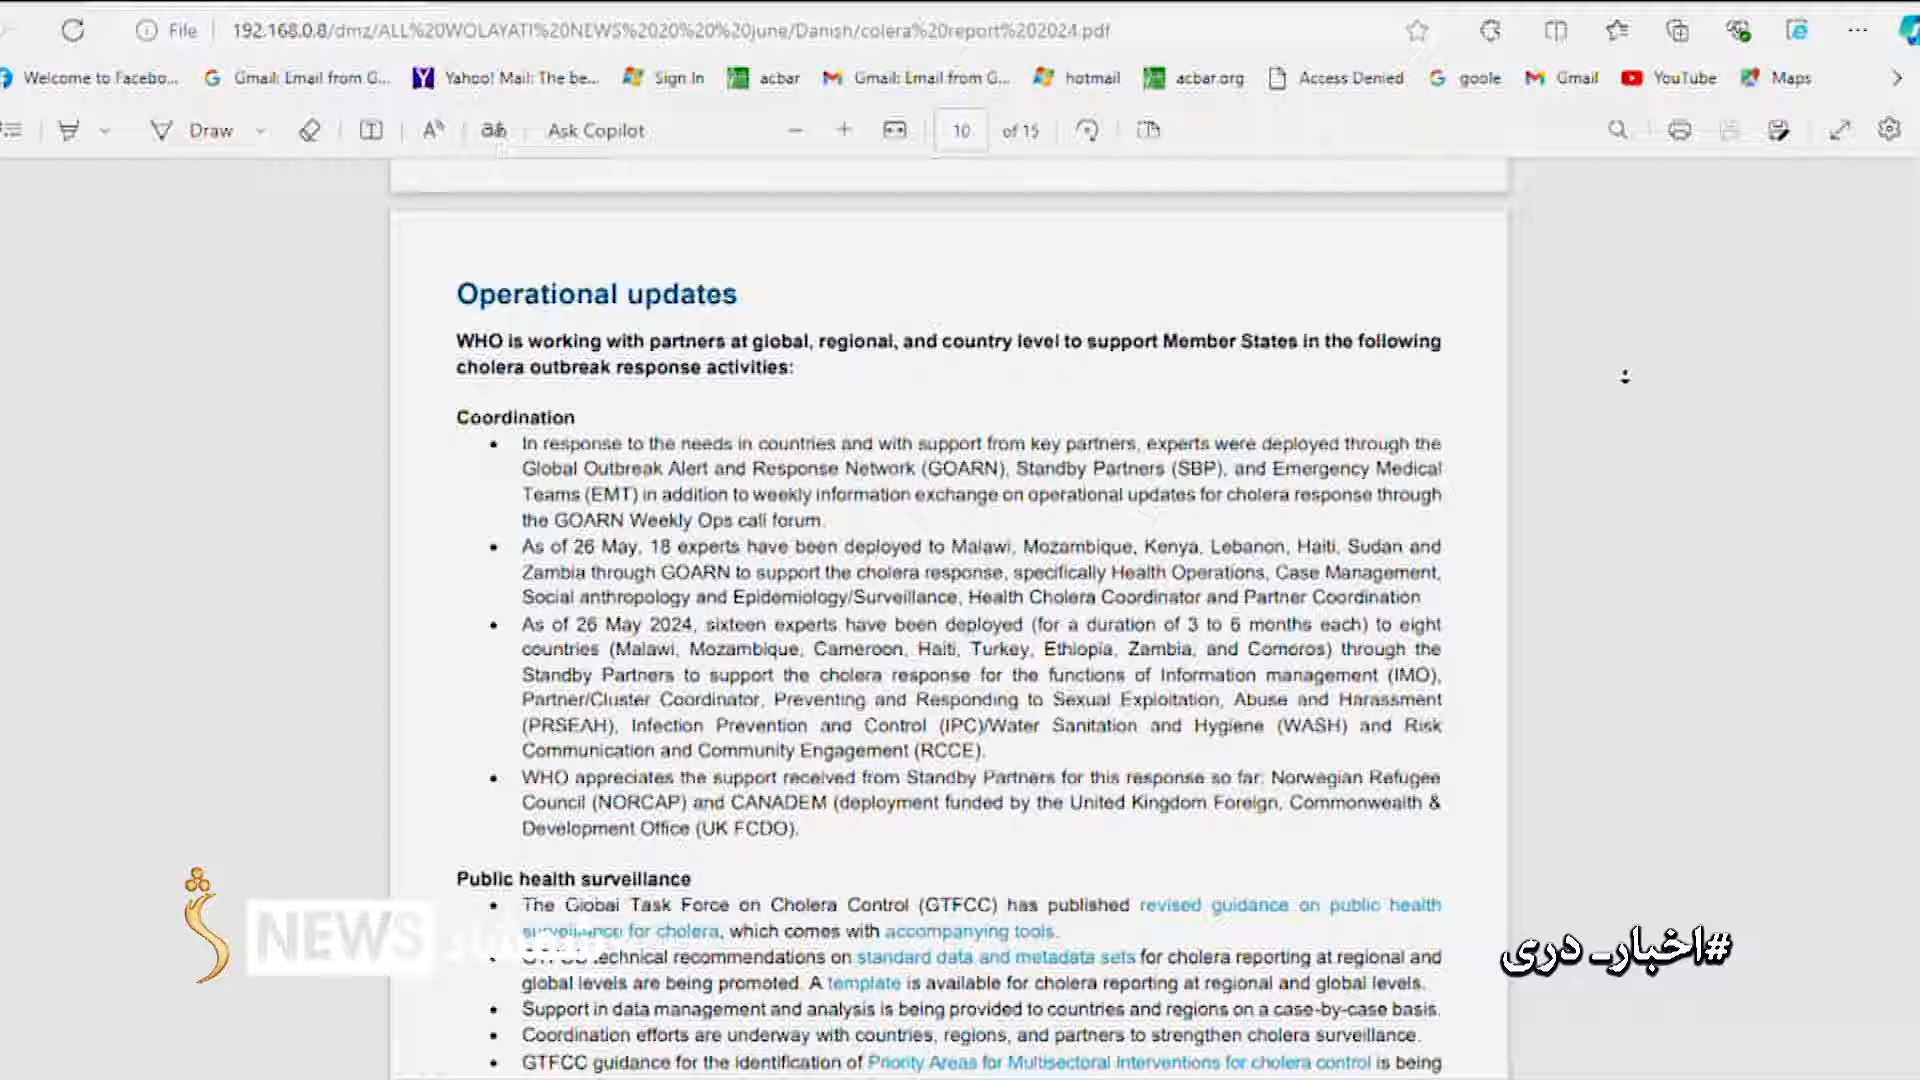 File 192.168.0.8/dmz/ALL%20WOLAYATI%20NEWS%2020%20%20june/Danish/colera%20report%202024.pdf
Welcome to Facebo... Gmail: Email from G... Yahoo! Mail: The be... Sign In acbar Gmail: Email from G... hotmail acbar.org Access Denied goole Gmail YouTube Maps
Draw Ask Copilot 10 of 15
Operational updates
WHO is working with partners at global, regional, and country level to support Member States in the following
cholera outbreak response activities:
Coordination
• In response to the needs in countries and with support from key partners, experts were deployed through the
Global Outbreak Alert and Response Network (GOARN), Standby Partners (SBP), and Emergency Medical
Teams (EMT) in addition to weekly information exchange on operational updates for cholera response through
the GOARN Weekly Ops call forum.
• As of 26 May, 18 experts have been deployed to Malawi, Mozambique, Kenya, Lebanon, Haiti, Sudan and
Zambia through GOARN to support the cholera response, specifically Health Operations, Case Management,
Social anthropology and Epidemiology/Surveillance, Health Cholera Coordinator and Partner Coordination
• As of 26 May 2024, sixteen experts have been deployed (for a duration of 3 to 6 months each) to eight
countries (Malawi, Mozambique, Cameroon, Haiti, Turkey, Ethiopia, Zambia, and Comoros) through the
Standby Partners to support the cholera response for the functions of Information management (IMO),
Partner/Cluster Coordinator, Preventing and Responding to Sexual Exploitation, Abuse and Harassment
(PRSEAH), Infection Prevention and Control (IPC)/Water Sanitation and Hygiene (WASH) and Risk
Communication and Community Engagement (RCCE).
• WHO appreciates the support received from Standby Partners for this response so far: Norwegian Refugee
Council (NORCAP) and CANADEM (deployment funded by the United Kingdom Foreign, Commonwealth &
Development Office (UK FCDO).
Public health surveillance
• The Global Task Force on Cholera Control (GTFCC) has published revised guidance on public health
surveillance for cholera, which comes with accompanying tools.
• technical recommendations on standard data and metadata sets for cholera reporting at regional and
global levels are being promoted. A template is available for cholera reporting at regional and global levels.
• Support in data management and analysis is being provided to countries and regions on a case-by-case basis.
• Coordination efforts are underway with countries, regions, and partners to strengthen cholera surveillance.
• GTFCC guidance for the identification of Priority Areas for Multisectoral Interventions for cholera control is being
NEWS
#اخبار_دری